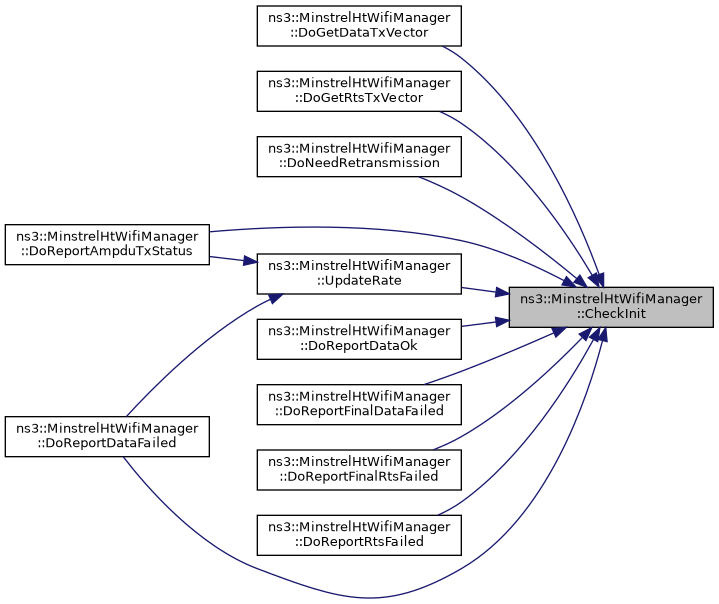 ns3::MinstrelHtWifiManager
::DoGetDataTxVector
ns3::MinstrelHtWifiManager
::DoGetRtsTxVector
ns3::MinstrelHtWifiManager
::DoNeedRetransmission
ns3::MinstrelHtWifiManager
::DoReportAmpduTxStatus
ns3::MinstrelHtWifiManager
::UpdateRate
ns3::MinstrelHtWifiManager
::CheckInit
ns3::MinstrelHtWifiManager
::DoReportDataOk
ns3::MinstrelHtWifiManager
::DoReportFinalDataFailed
ns3::MinstrelHtWifiManager
::DoReportDataFailed
ns3::MinstrelHtWifiManager
::DoReportFinalRtsFailed
ns3::MinstrelHtWifiManager
::DoReportRtsFailed